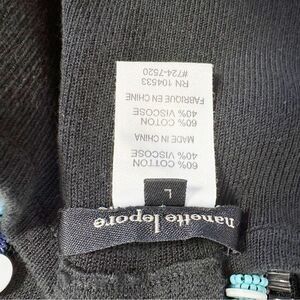 nanette lepore
L
60% COTTON
40% VISCOSE
MADE IN CHINA
60% COTON
40% VISCOSE
FABRIQUE EN CHINE
RN 104533
#724-7520